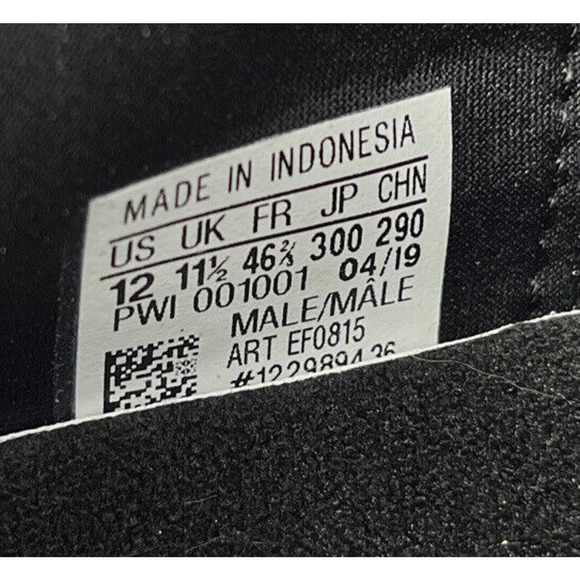 MADE IN INDONESIA
US UK FR JP CHN
12 11½ 46⅔ 300 290
PWI 001001 04/19
MALE/MÂLE
ART EF0815
#12298943